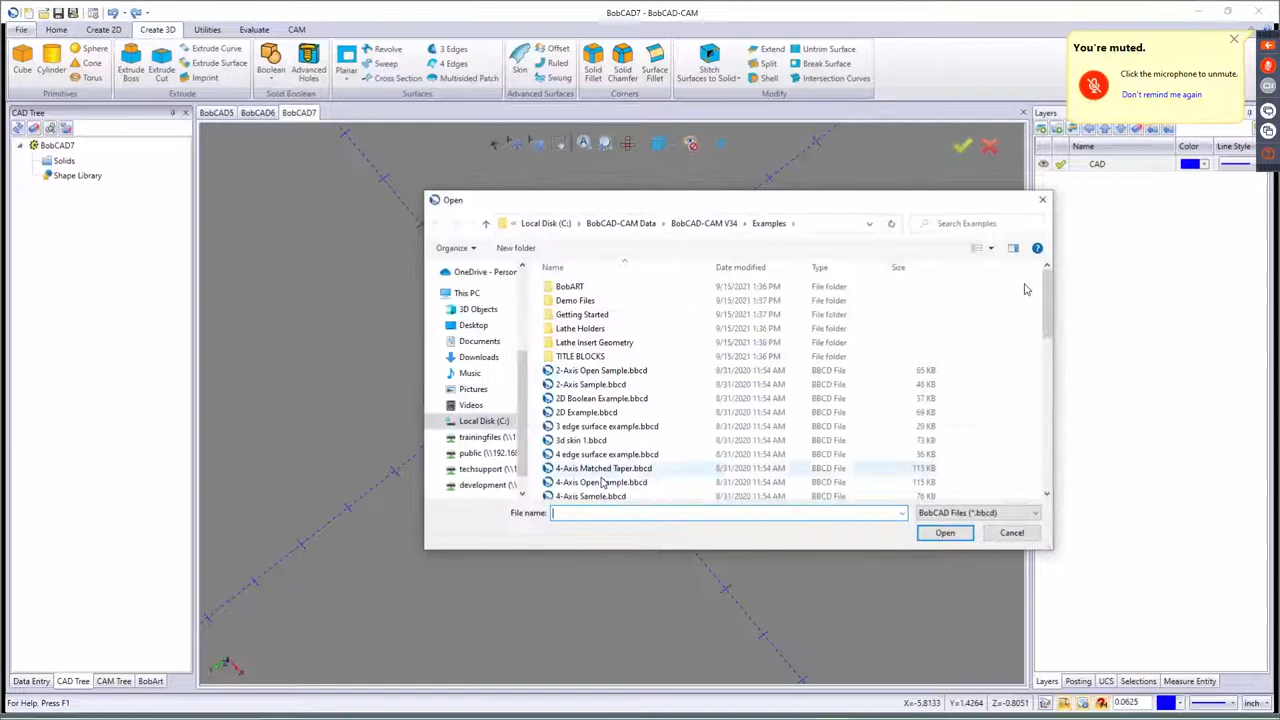 BobCAD7 - BobCAD-CAM
File Home Create 2D Create 3D Utilities Evaluate CAM
Cube Cylinder Sphere Cone Torus Primitives
Extrude Boss Extrude Cut Extrude Curve Extrude Surface Imprint Extrude
Boolean Advanced Holes Solid Boolean
Planar Revolve Sweep Cross Section 3 Edges 4 Edges Multisided Patch Surfaces
Skin Offset Ruled Swung Advanced Surfaces
Solid Fillet Solid Chamfer Surface Fillet Corners
Stitch Surfaces to Solid Extend Split Shell Untrim Surface Break Surface Intersection Curves Modify
You're muted.
Click the microphone to unmute.
Don't remind me again
CAD Tree
BobCAD5 BobCAD6 BobCAD7
Layers
BobCAD7
Solids
Shape Library
Name Color Line Style
CAD
Open
« Local Disk (C:) › BobCAD-CAM Data › BobCAD-CAM V34 › Examples ›
Search Examples
Organize New folder
OneDrive - Person
This PC
3D Objects
Desktop
Documents
Downloads
Music
Pictures
Videos
Local Disk (C:)
trainingfiles (\\1
public (\\192.168
techsupport (\\19
development (\\
Name Date modified Type Size
BobART 9/15/2021 1:36 PM File folder
Demo Files 9/15/2021 1:37 PM File folder
Getting Started 9/15/2021 1:37 PM File folder
Lathe Holders 9/15/2021 1:36 PM File folder
Lathe Insert Geometry 9/15/2021 1:36 PM File folder
TITLE BLOCKS 9/15/2021 1:36 PM File folder
2-Axis Open Sample.bbcd 8/31/2020 11:54 AM BBCD File 65 KB
2-Axis Sample.bbcd 8/31/2020 11:54 AM BBCD File 48 KB
2D Boolean Example.bbcd 8/31/2020 11:54 AM BBCD File 37 KB
2D Example.bbcd 8/31/2020 11:54 AM BBCD File 69 KB
3 edge surface example.bbcd 8/31/2020 11:54 AM BBCD File 29 KB
3d skin 1.bbcd 8/31/2020 11:54 AM BBCD File 73 KB
4 edge surface example.bbcd 8/31/2020 11:54 AM BBCD File 36 KB
4-Axis Matched Taper.bbcd 8/31/2020 11:54 AM BBCD File 113 KB
4-Axis Open Sample.bbcd 8/31/2020 11:54 AM BBCD File 115 KB
4-Axis Sample.bbcd 8/31/2020 11:54 AM BBCD File 76 KB
File name:
BobCAD Files (*.bbcd)
Open Cancel
Data Entry CAD Tree CAM Tree BobArt
Layers Posting UCS Selections Measure Entity
For Help, Press F1
X=-5.8133 Y=1.4264 Z=-0.8051 0.0625 inch